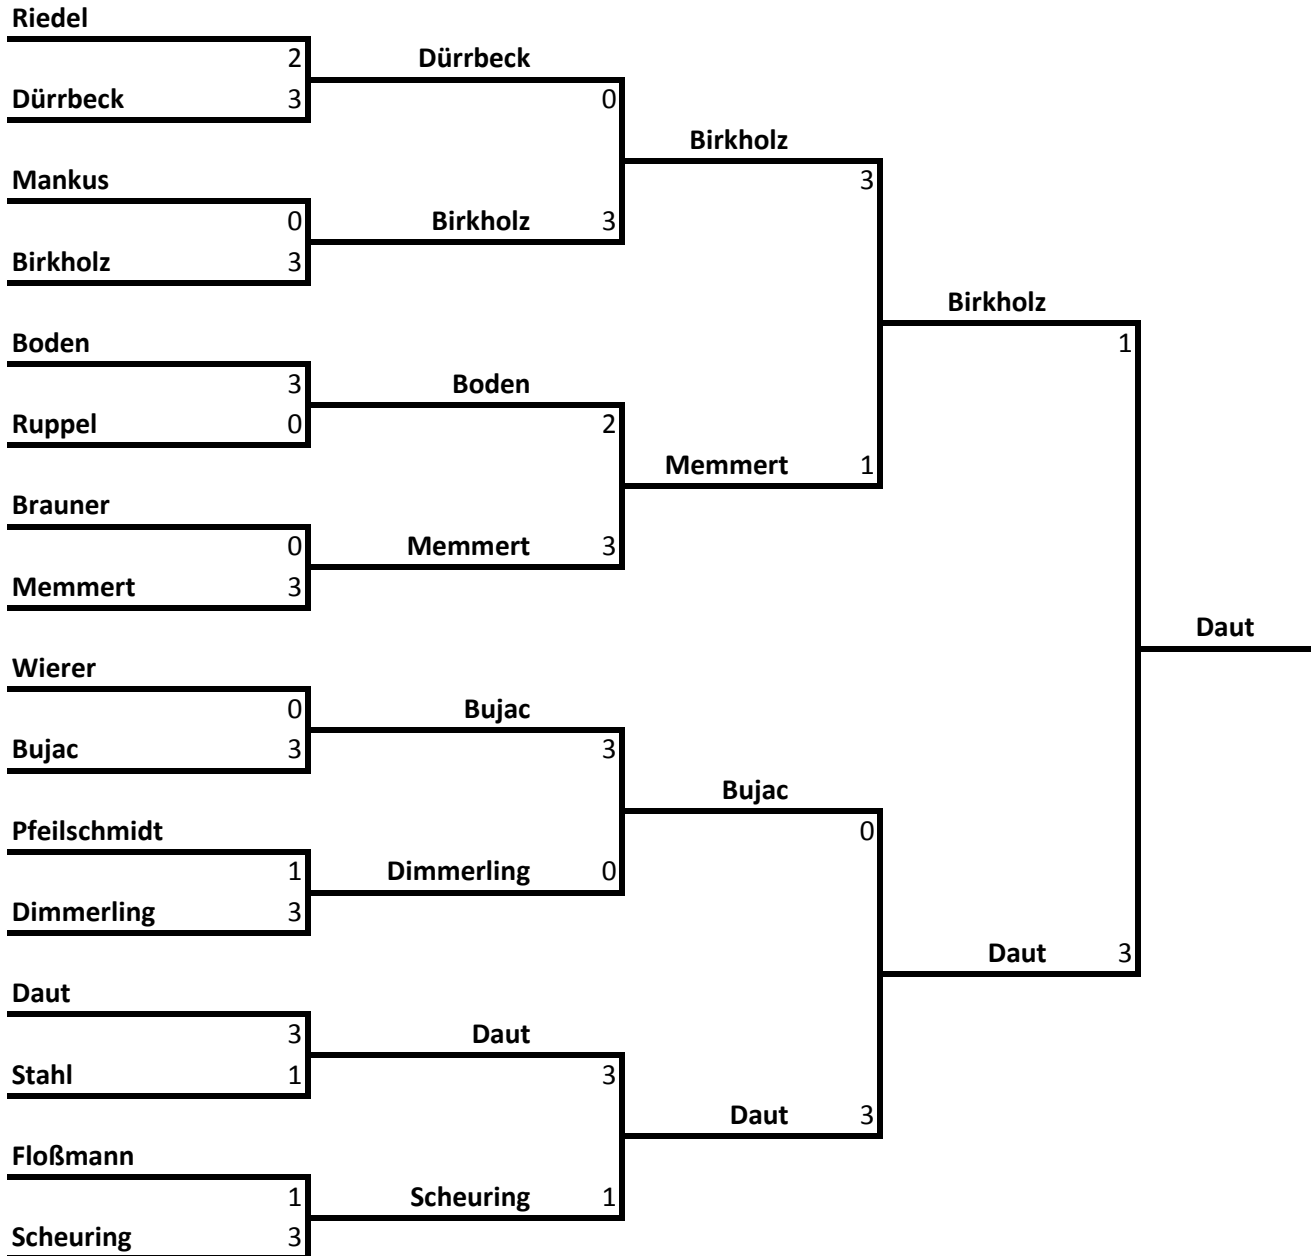 Riedel
2 Dürrbeck
Dürrbeck 3 0
Birkholz
Mankus 3
0 Birkholz 3
Birkholz 3
Birkholz
Boden 1
3 Boden
Ruppel 0 2
Memmert 1
Brauner
0 Memmert 3
Memmert 3
Daut
Wierer
0 Bujac
Bujac 3 3
Bujac
Pfeilschmidt 0
1 Dimmerling 0
Dimmerling 3
Daut 3
Daut
3 Daut
Stahl 1 3
Daut 3
Floßmann
1 Scheuring 1
Scheuring 3